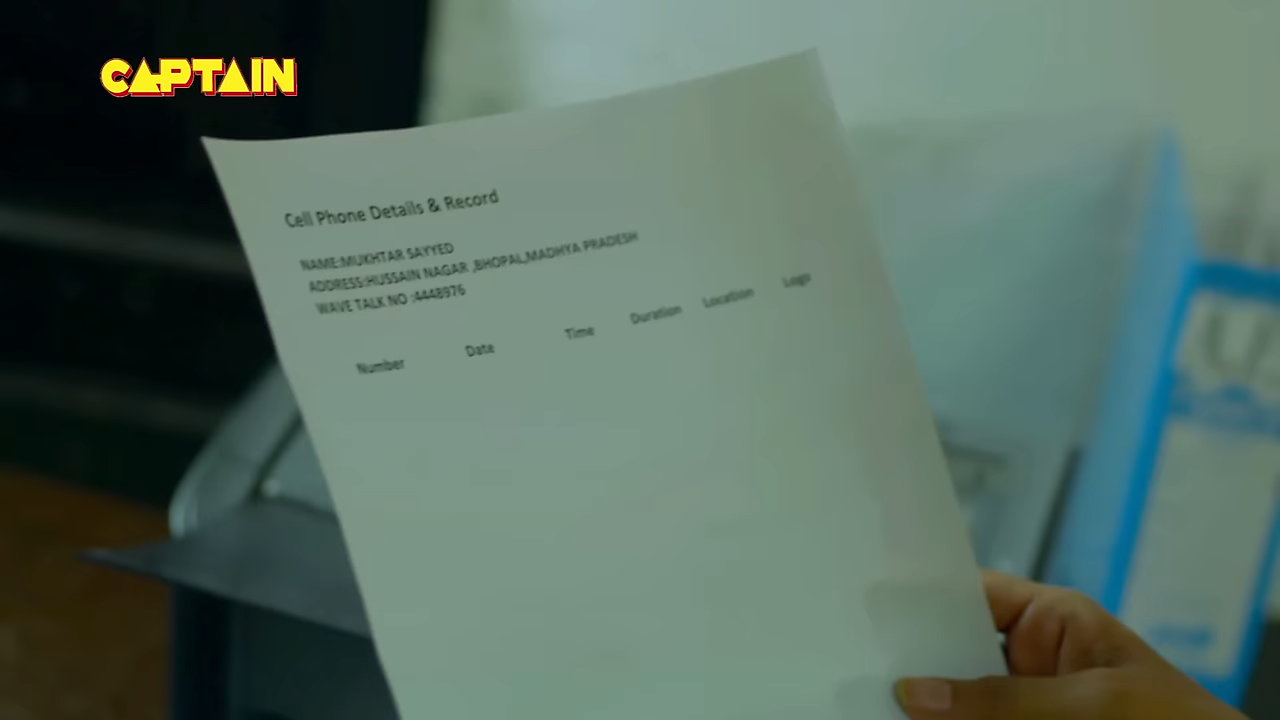 CAPTAIN
Cell Phone Details & Record
NAME:MUKHTAR SAYYED
ADDRESS:HUSSAIN NAGAR ,BHOPAL,MADHYA PRADESH
WAVE TALK NO :4448976
Number Date Time Duration Location Logs